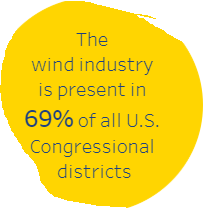 The
wind industry
is present in
69% of all U.S.
Congressional
districts